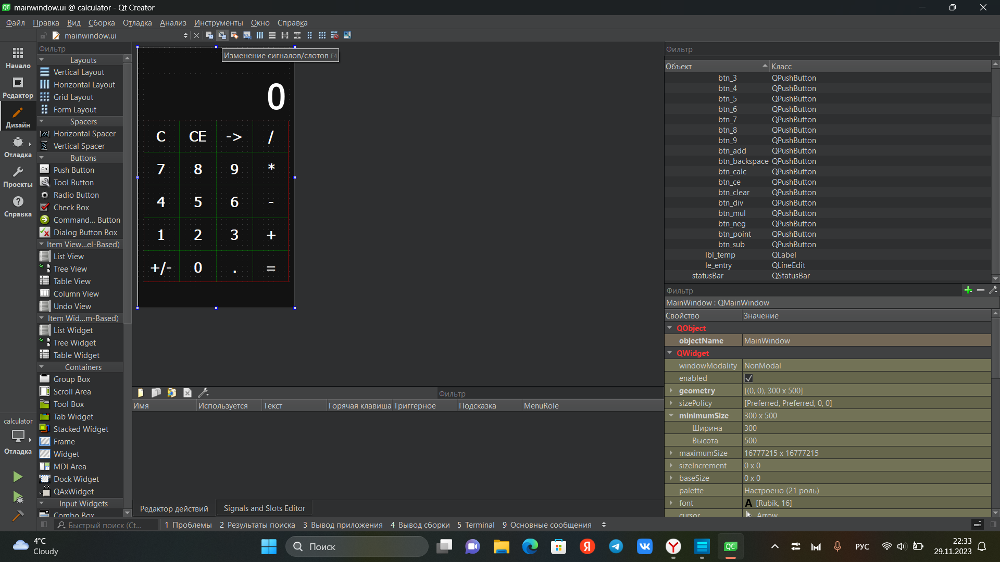 mainwindow.ui @ calculator - Qt Creator
Файл Правка Вид Сборка Отладка Анализ Инструменты Окно Справка
mainwindow.ui
Изменение сигналов/слотов F4
Начало
Редактор
Дизайн
Отладка
Проекты
Справка
calculator
Отладка
Фильтр
Layouts
Vertical Layout
Horizontal Layout
Grid Layout
Form Layout
Spacers
Horizontal Spacer
Vertical Spacer
Buttons
Push Button
Tool Button
Radio Button
Check Box
Command... Button
Dialog Button Box
Item View...el-Based)
List View
Tree View
Table View
Column View
Undo View
Item Wid...m-Based)
List Widget
Tree Widget
Table Widget
Containers
Group Box
Scroll Area
Tool Box
Tab Widget
Stacked Widget
Frame
Widget
MDI Area
Dock Widget
QAxWidget
Input Widgets
Combo Box
0
C CE -> /
7 8 9 *
4 5 6 -
1 2 3 +
+/- 0 . =
Фильтр
Имя Используется Текст Горячая клавиша Триггерное Подсказка MenuRole
Редактор действий Signals and Slots Editor
Фильтр
Объект Класс
btn_3 QPushButton
btn_4 QPushButton
btn_5 QPushButton
btn_6 QPushButton
btn_7 QPushButton
btn_8 QPushButton
btn_9 QPushButton
btn_add QPushButton
btn_backspace QPushButton
btn_calc QPushButton
btn_ce QPushButton
btn_clear QPushButton
btn_div QPushButton
btn_mul QPushButton
btn_neg QPushButton
btn_point QPushButton
btn_sub QPushButton
lbl_temp QLabel
le_entry QLineEdit
statusBar QStatusBar
Фильтр
MainWindow : QMainWindow
Свойство Значение
QObject
objectName MainWindow
QWidget
windowModality NonModal
enabled
geometry [(0, 0), 300 x 500]
sizePolicy [Preferred, Preferred, 0, 0]
minimumSize 300 x 500
Ширина 300
Высота 500
maximumSize 16777215 x 16777215
sizeIncrement 0 x 0
baseSize 0 x 0
palette Настроено (21 роль)
font A [Rubik, 16]
cursor Arrow
Быстрый поиск (Ct... 1 Проблемы 2 Результаты поиска 3 Вывод приложения 4 Вывод сборки 5 Terminal 9 Основные сообщения
4°C
Cloudy
Поиск
РУС
22:33
29.11.2023